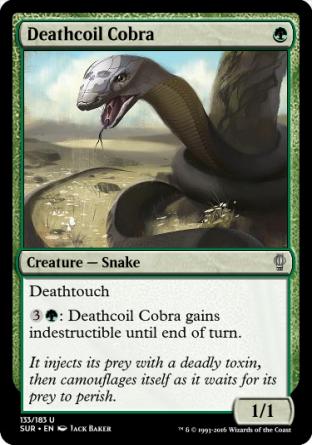 Deathcoil Cobra
Creature — Snake
Deathtouch
3: Deathcoil Cobra gains
indestructible until end of turn.
It injects its prey with a deadly toxin,
then camouflages itself as it waits for its
prey to perish.
1/1
133/183 U
SUR • EN Jack Baker
™ & © 1993-2016 Wizards of the Coast